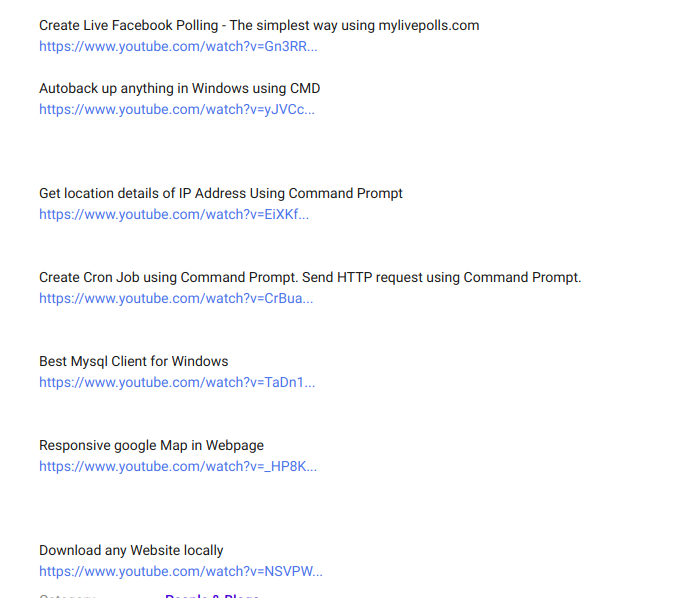 Create Live Facebook Polling - The simplest way using mylivepolls.com
https://www.youtube.com/watch?v=Gn3RR...
Autoback up anything in Windows using CMD
https://www.youtube.com/watch?v=yJVCc...
Get location details of IP Address Using Command Prompt
https://www.youtube.com/watch?v=EiXKf...
Create Cron Job using Command Prompt. Send HTTP request using Command Prompt.
https://www.youtube.com/watch?v=CrBua...
Best Mysql Client for Windows
https://www.youtube.com/watch?v=TaDn1...
Responsive google Map in Webpage
https://www.youtube.com/watch?v=_HP8K...
Download any Website locally
https://www.youtube.com/watch?v=NSVPW...
Category People & Blogs